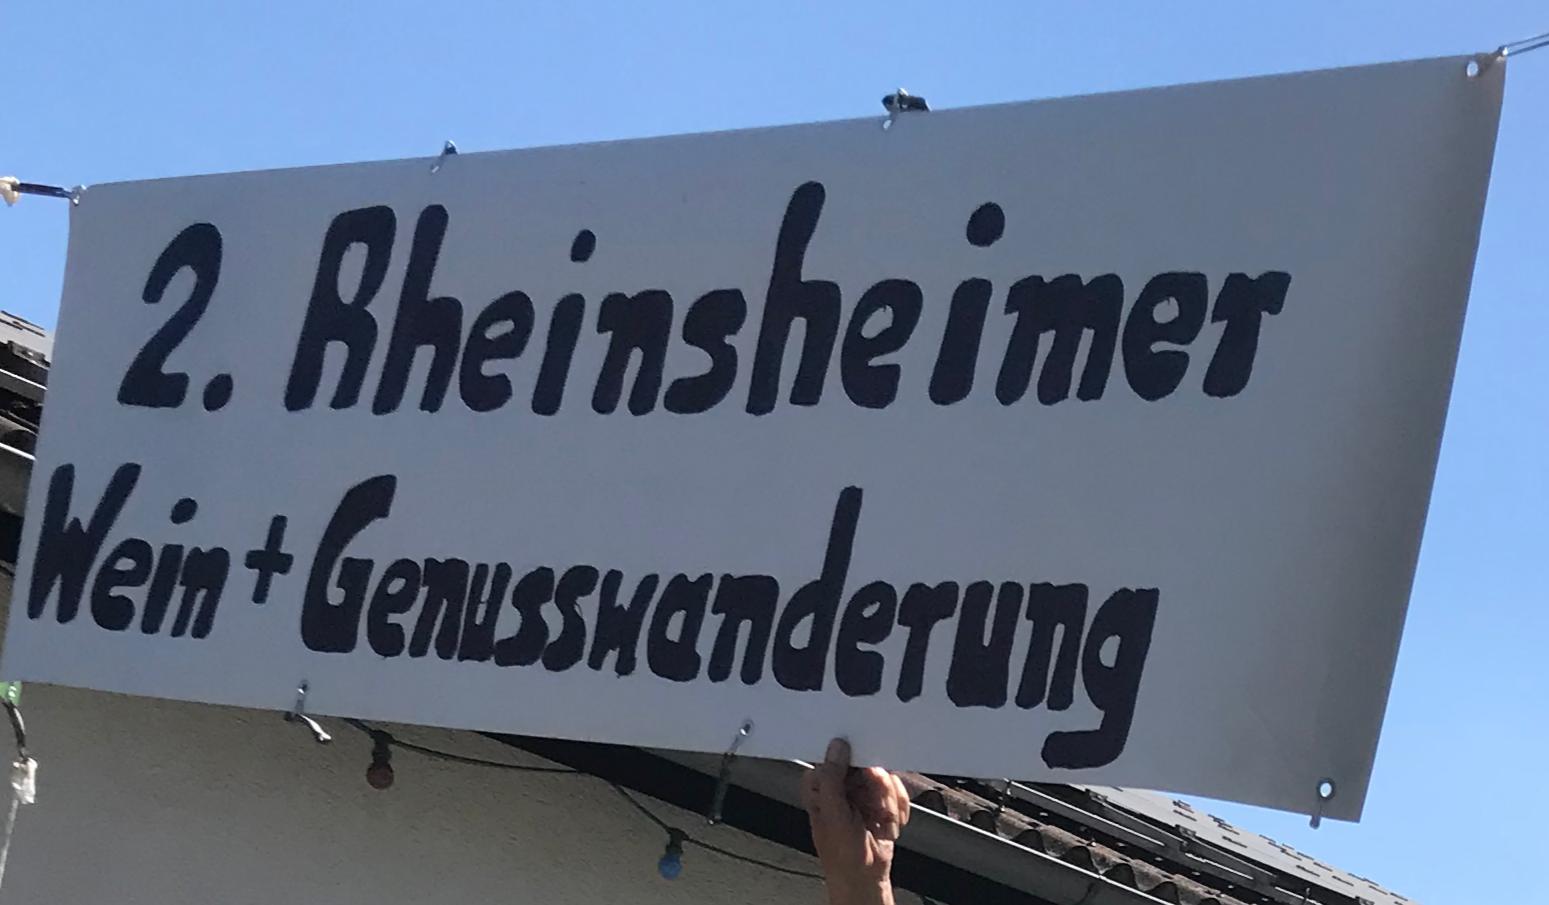 2. Rheinsheimer
Wein + Genusswanderung